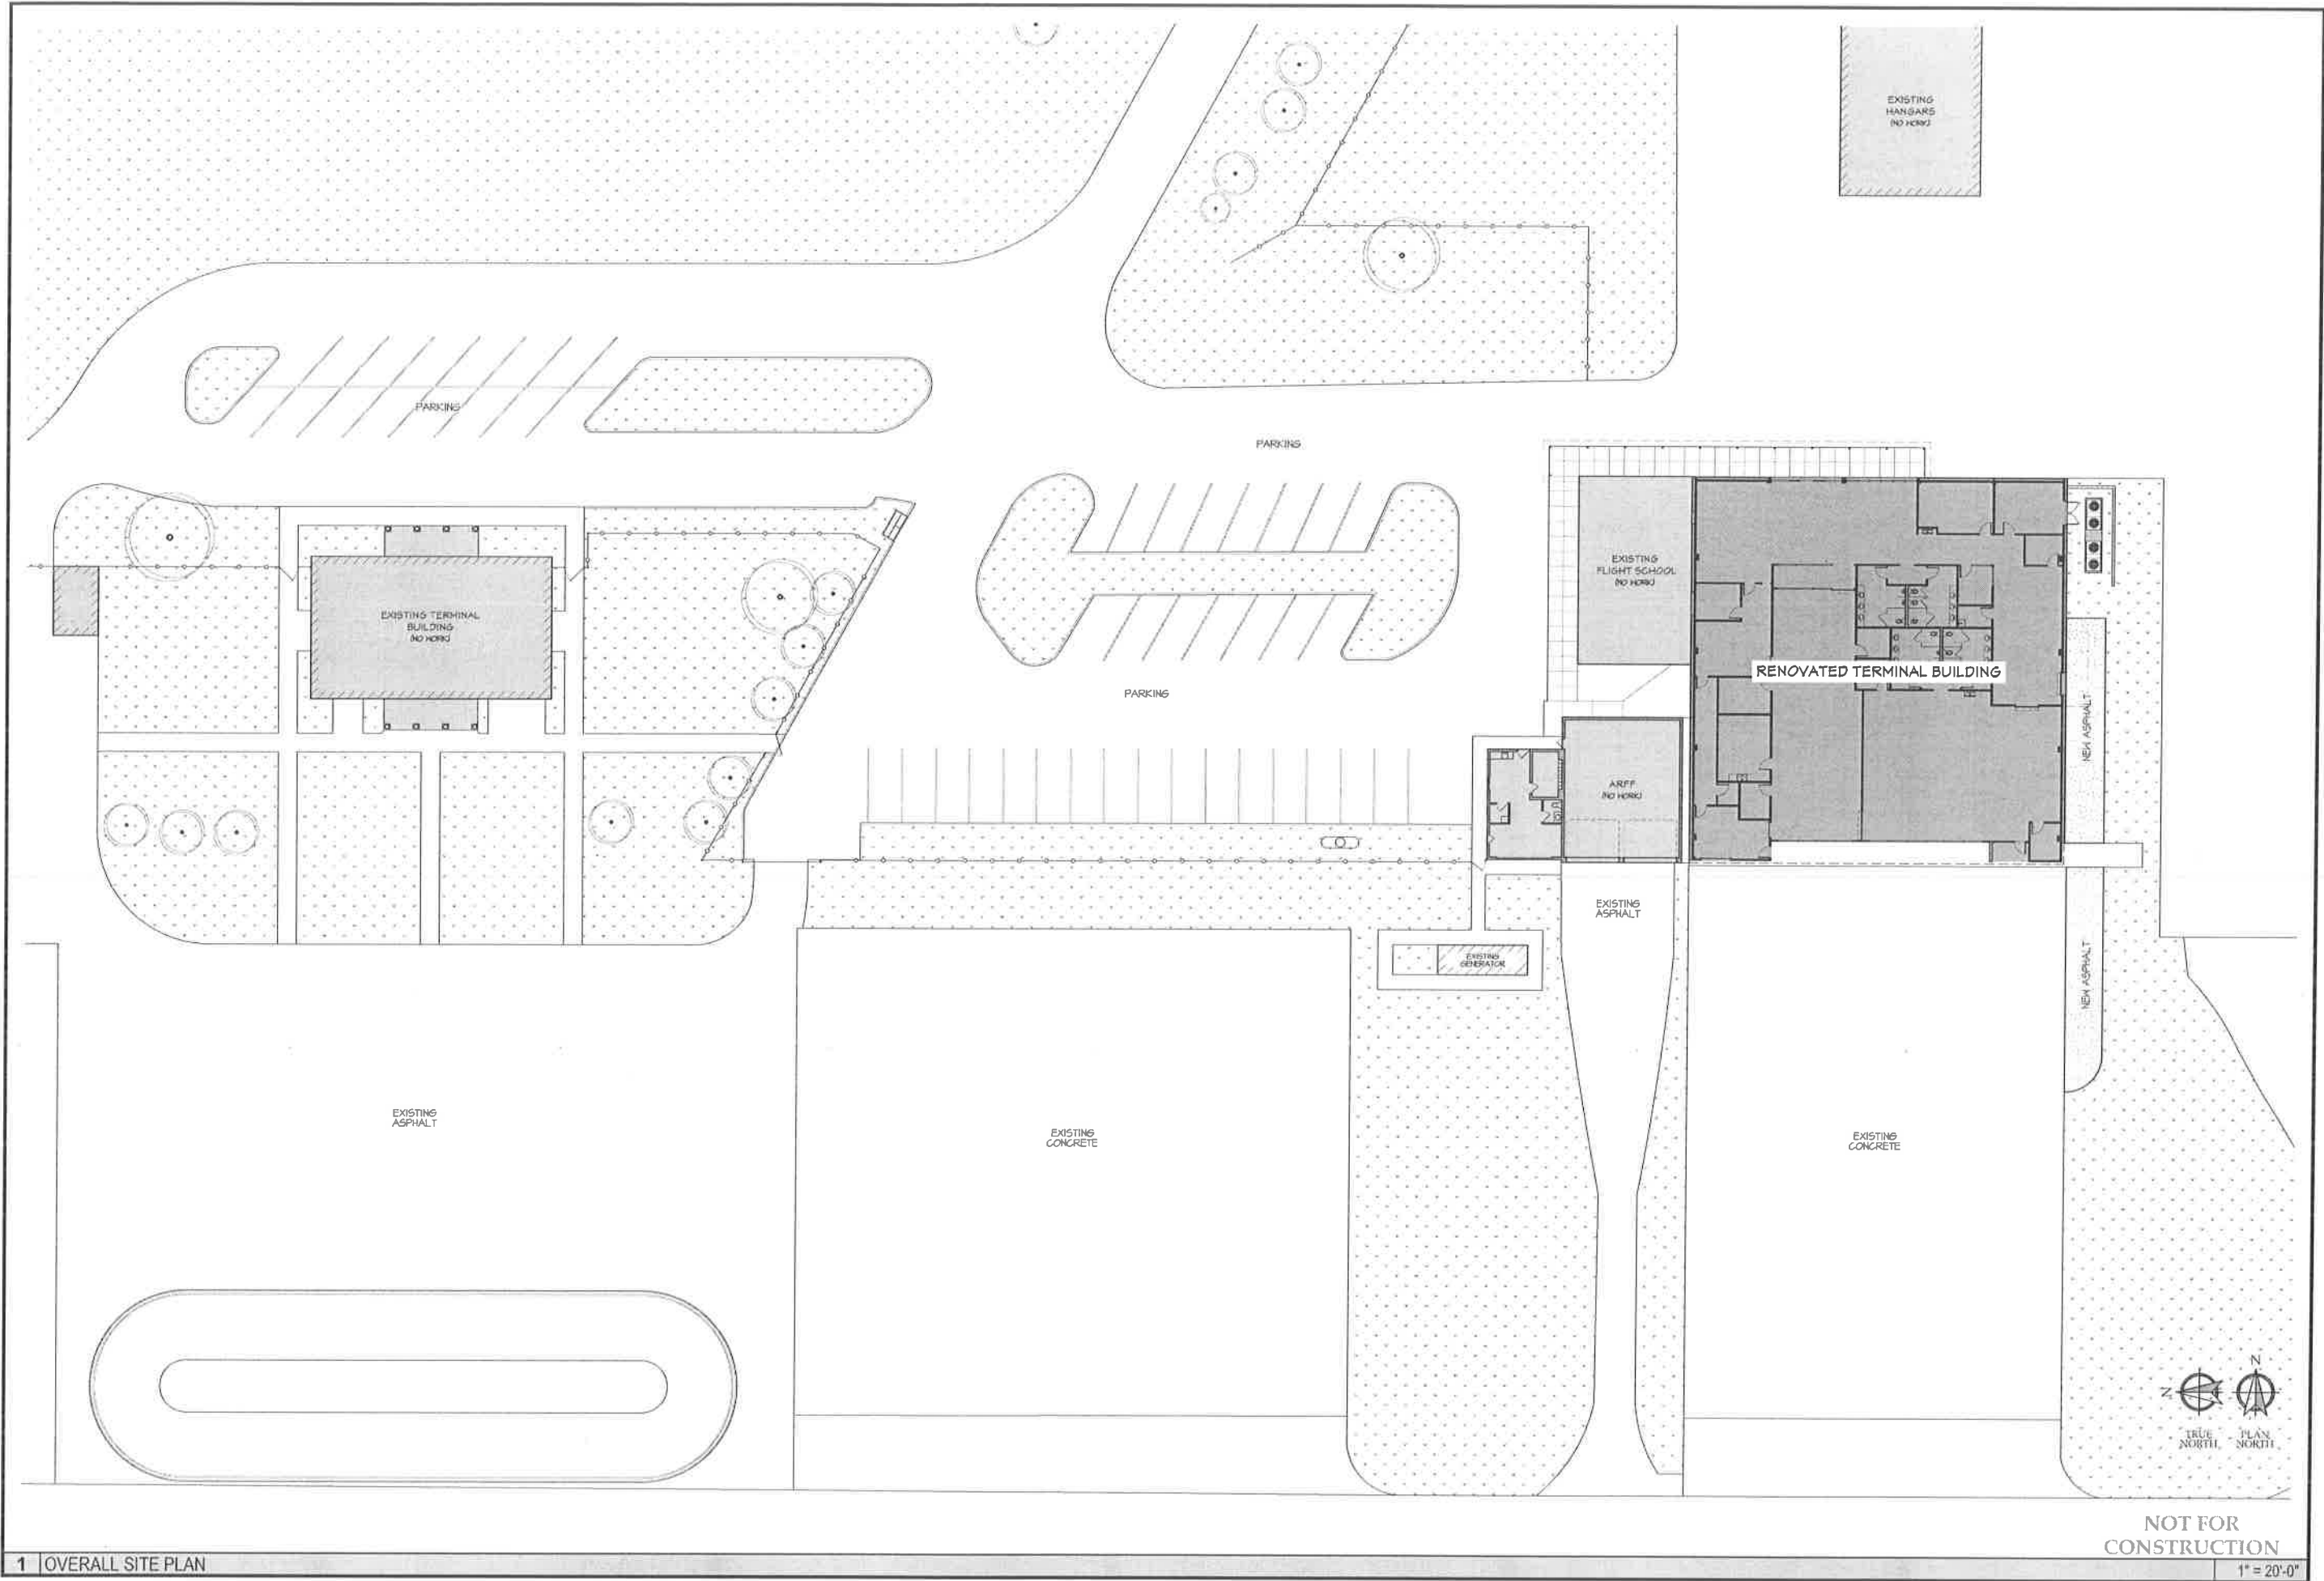 EXISTING
HANGARS
(NO WORK)
PARKING
PARKING
EXISTING
FLIGHT SCHOOL
(NO WORK)
EXISTING TERMINAL
BUILDING
(NO WORK)
RENOVATED TERMINAL BUILDING
PARKING
NEW ASPHALT
ARFF
(NO WORK)
EXISTING
ASPHALT
EXISTING
GENERATOR
NEW ASPHALT
EXISTING
ASPHALT
EXISTING
CONCRETE
EXISTING
CONCRETE
N
N
TRUE
NORTH
PLAN
NORTH
NOT FOR
CONSTRUCTION
1 OVERALL SITE PLAN
1" = 20'-0"